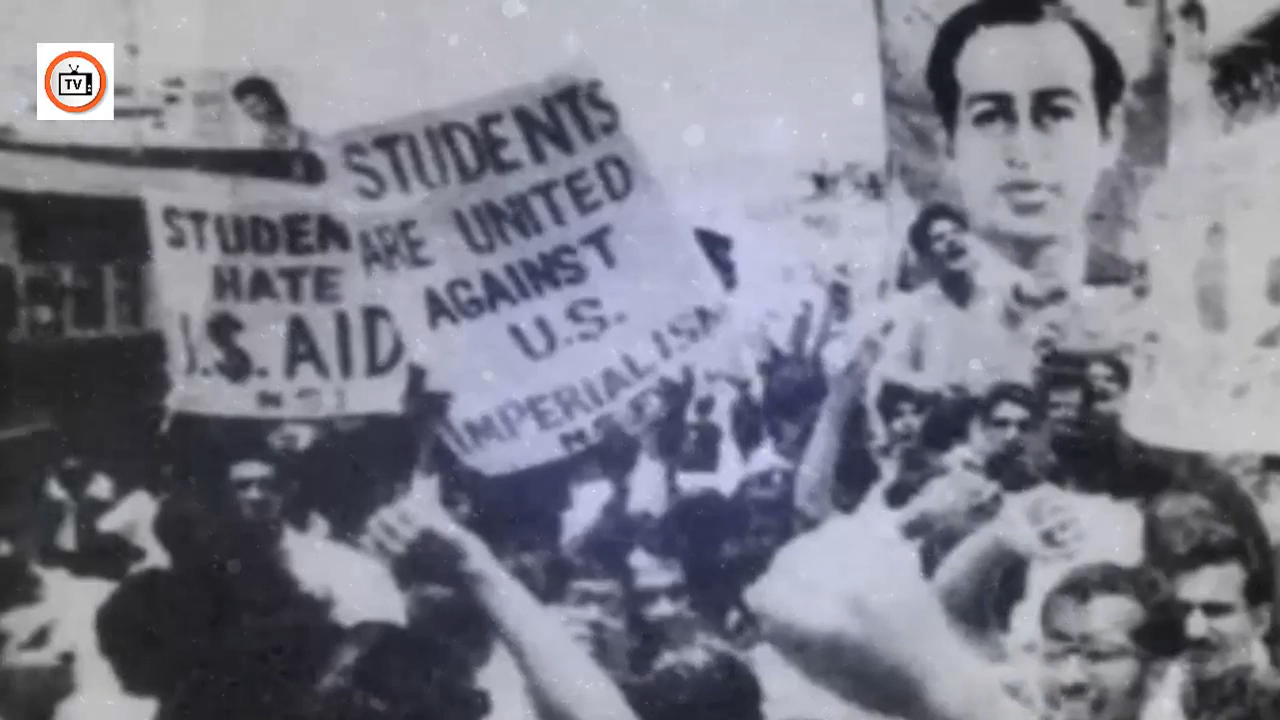 TV
STUDEN
HATE
U.S. AID
STUDENTS
ARE UNITED
AGAINST
U.S.
IMPERIALISM